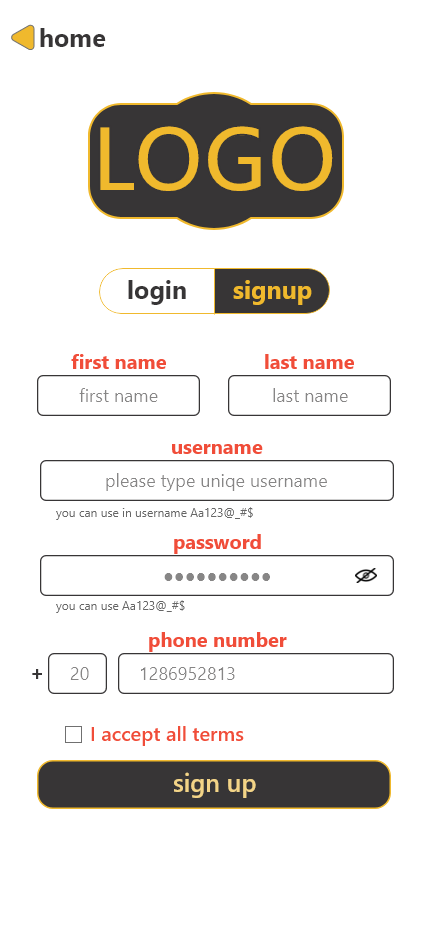 home
LOGO
login signup
first name last name
first name last name
username
please type uniqe username
you can use in username Aa123@_#$
password
●●●●●●●●●●
you can use Aa123@_#$
phone number
+ 20 1286952813
I accept all terms
sign up